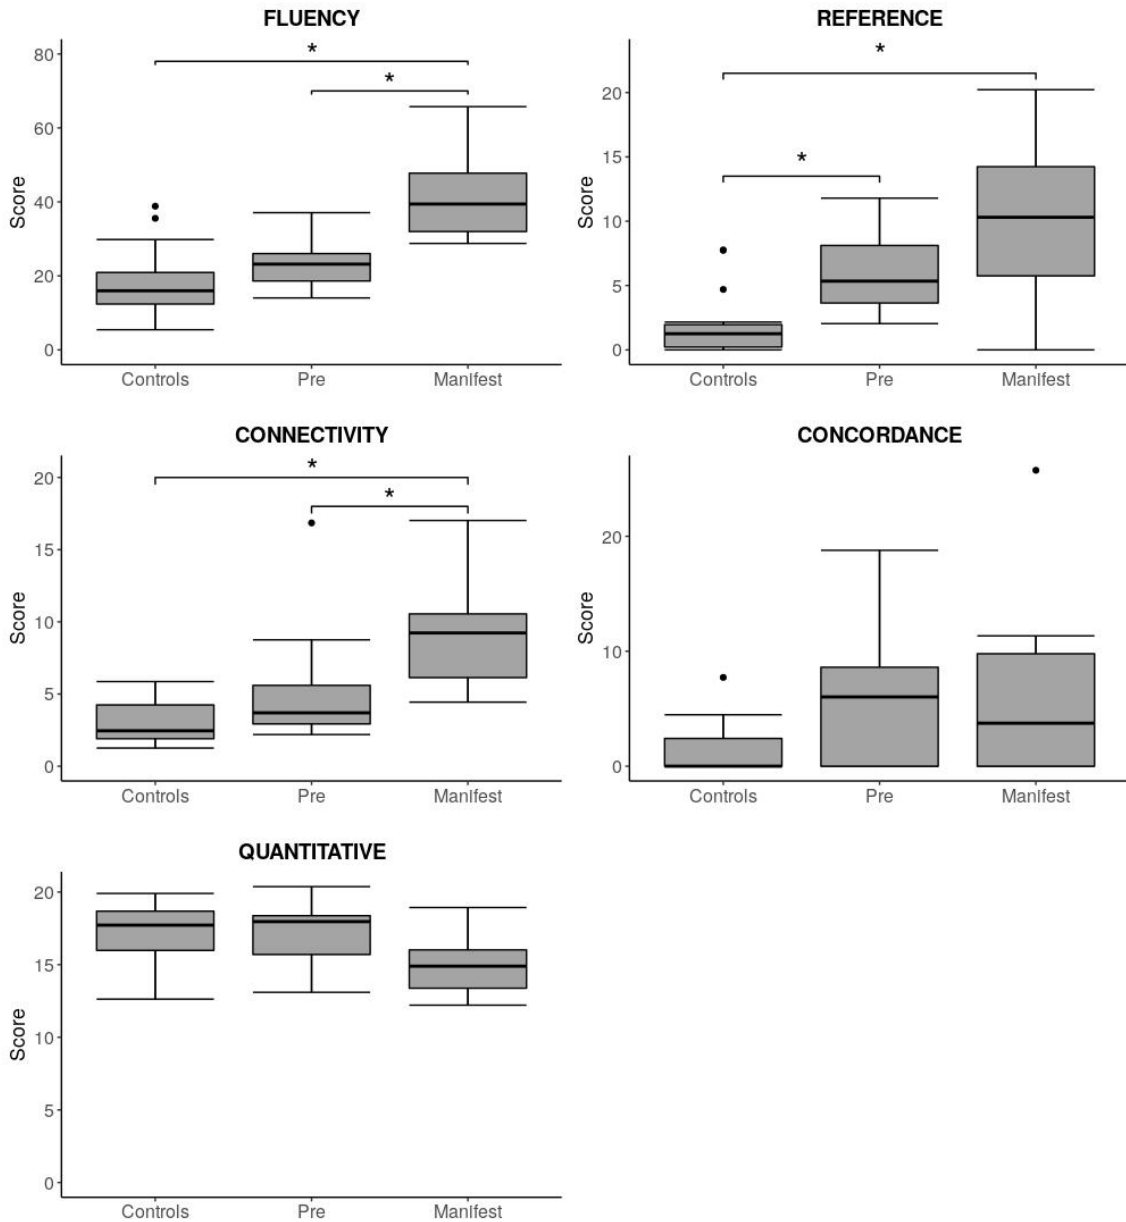 FLUENCY
80
60
40
20
0
Score
*
*
Controls Pre Manifest
REFERENCE
20
15
10
5
0
Score
*
*
Controls Pre Manifest
CONNECTIVITY
20
15
10
5
0
Score
*
*
Controls Pre Manifest
CONCORDANCE
20
10
0
Score
Controls Pre Manifest
QUANTITATIVE
20
15
10
5
0
Score
Controls Pre Manifest